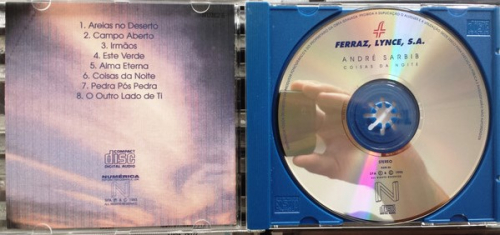 1. Areias no Deserto
2. Campo Aberto
3. Irmãos
4. Este Verde
5. Alma Eterna
6. Coisas da Noite
7. Pedra Pós Pedra
8. O Outro Lado de Ti
COMPACT
disc
DIGITAL AUDIO
NUMÉRICA
FERRAZ, LYNCE, S.A.
ANDRÉ SARBIB
COISAS DA NOITE
N